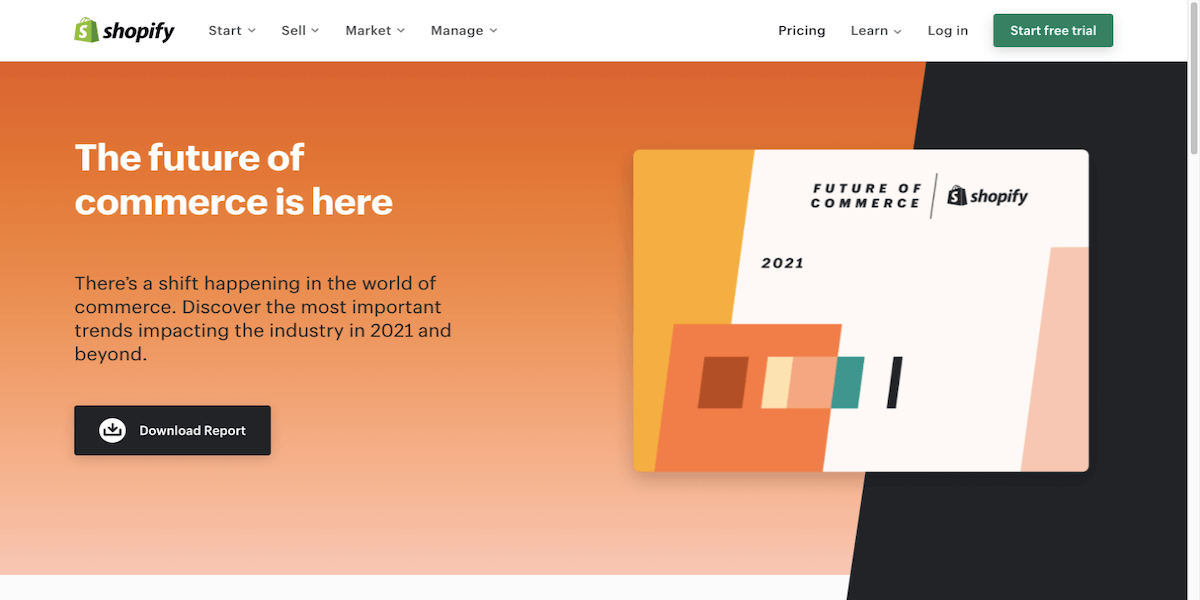 shopify
Start
Sell
Market
Manage
Pricing
Learn
Log in
Start free trial
The future of
commerce is here
There’s a shift happening in the world of
commerce. Discover the most important
trends impacting the industry in 2021 and
beyond.
Download Report
FUTURE OF
COMMERCE
shopify
2021